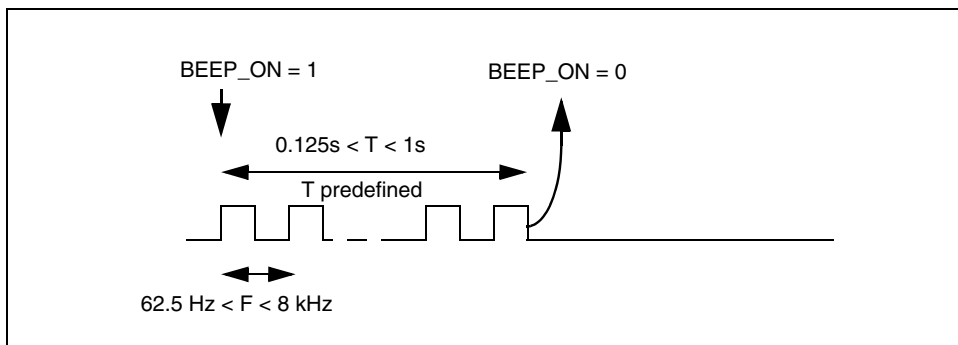 BEEP_ON = 1
BEEP_ON = 0
0.125s < T < 1s
T predefined
62.5 Hz < F < 8 kHz